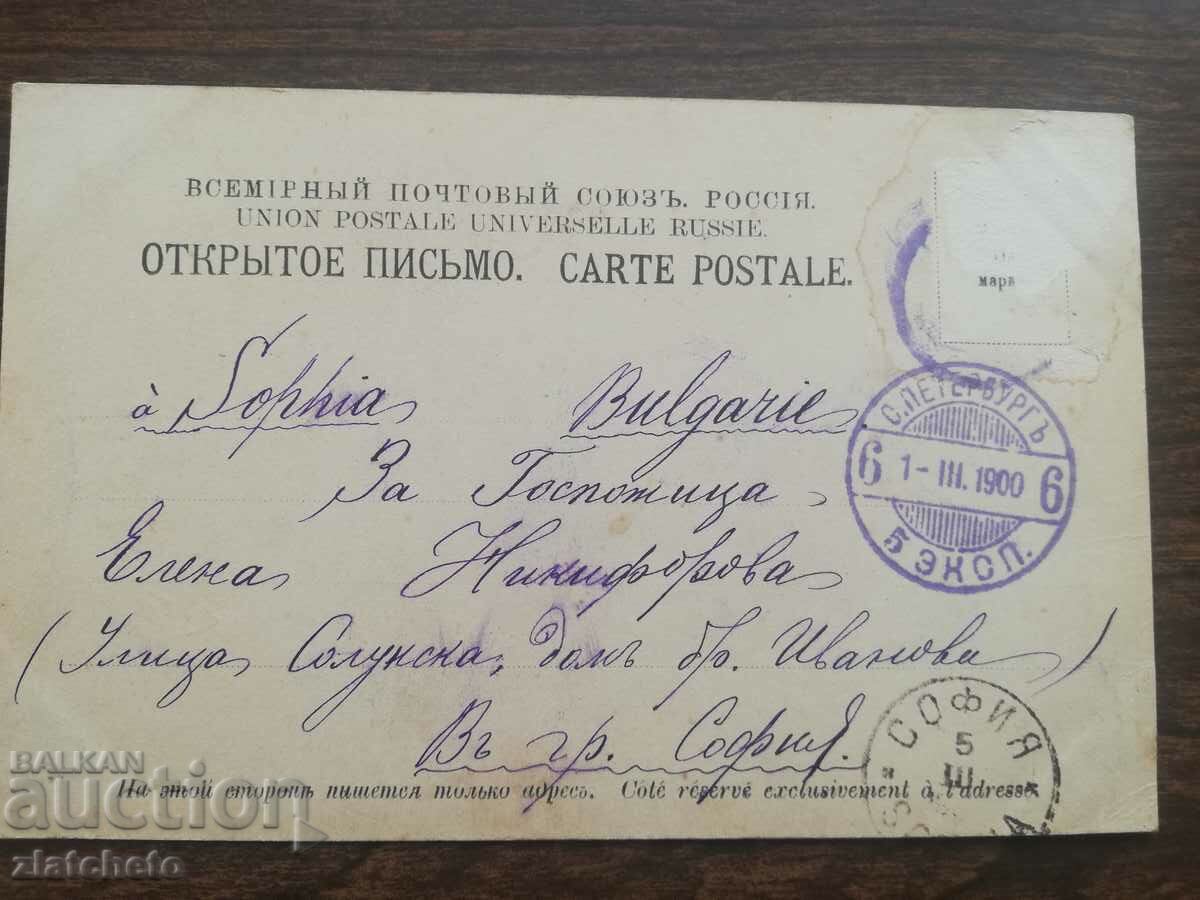 ВСЕМІРНЫЙ ПОЧТОВЫЙ СОЮЗЪ. РОССІЯ.
UNION POSTALE UNIVERSELLE RUSSIE.
ОТКРЫТОЕ ПИСЬМО. CARTE POSTALE.
марк
à Sophia Bulgarie
С.ПЕТЕРБУРГЪ
6 1-III.1900 6
5 ЭКСП.
За Госпожица
Елена Никифорова
(Улица Солунска, домъ бр. Иванови)
Въ гр. София.
СОФИЯ
5
III
На этой сторонѣ пишется только адресъ. Côté réservé exclusivement à l'adresse.
BALKAN
auction
zlatcheto